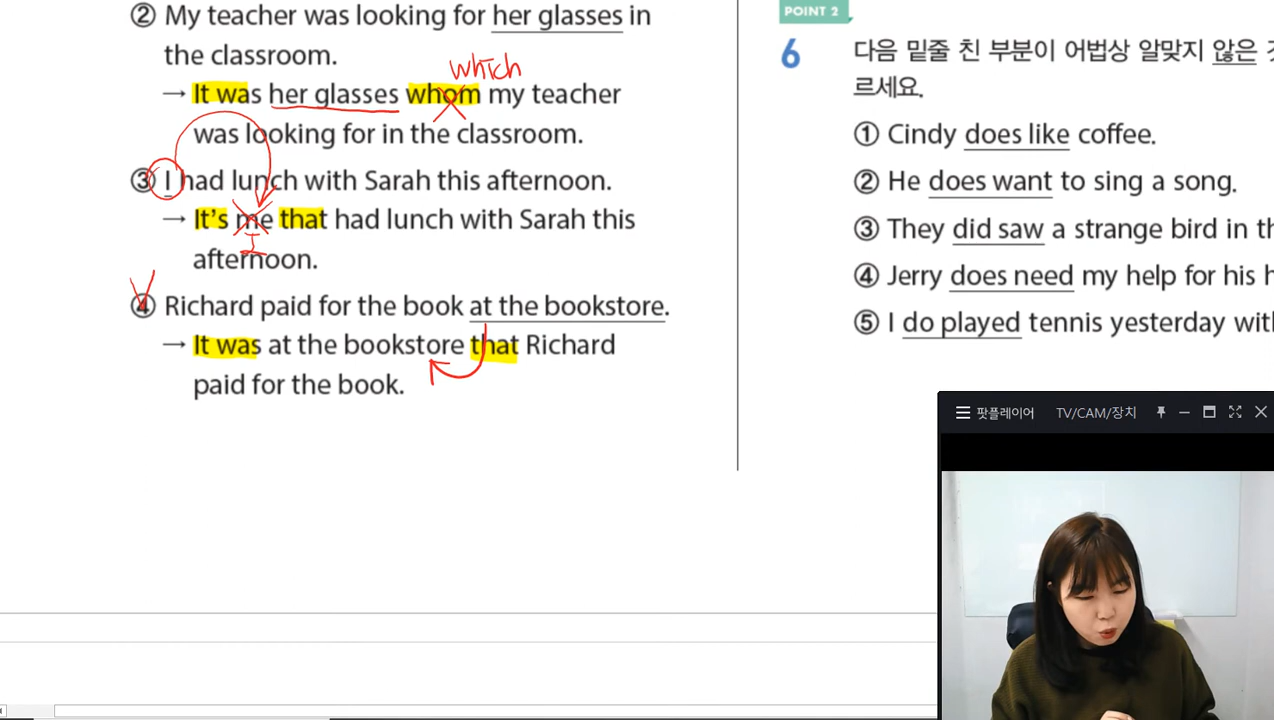 ② My teacher was looking for her glasses in
the classroom.
which
→ It was her glasses whom my teacher
was looking for in the classroom.
③ I had lunch with Sarah this afternoon.
→ It's me that had lunch with Sarah this
I
afternoon.
④ Richard paid for the book at the bookstore.
→ It was at the bookstore that Richard
paid for the book.
POINT 2
6 다음 밑줄 친 부분이 어법상 알맞지 않은
르세요.
① Cindy does like coffee.
② He does want to sing a song.
③ They did saw a strange bird in
④ Jerry does need my help for his
⑤ I do played tennis yesterday
팟플레이어 TV/CAM/장치